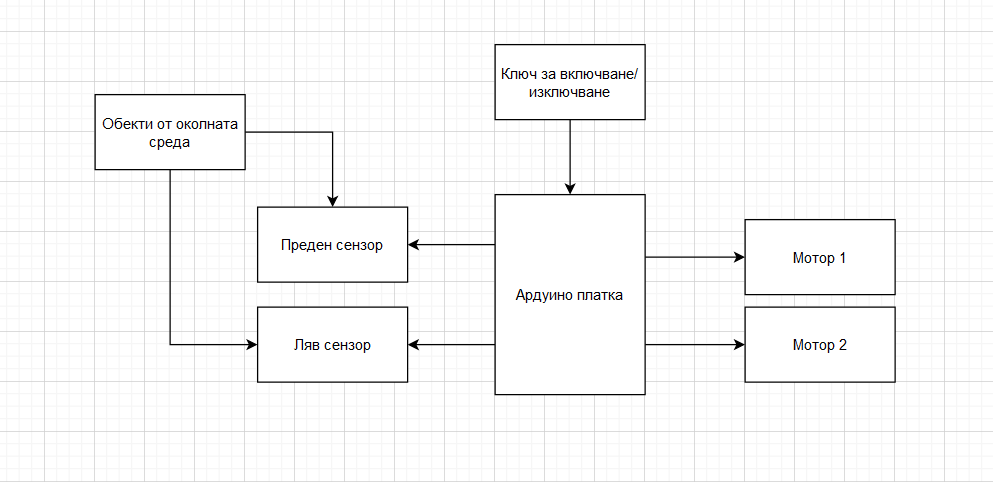 Ключ за включване/
изключване
Обекти от околната
среда
Преден сензор
Ардуино платка
Мотор 1
Ляв сензор
Мотор 2